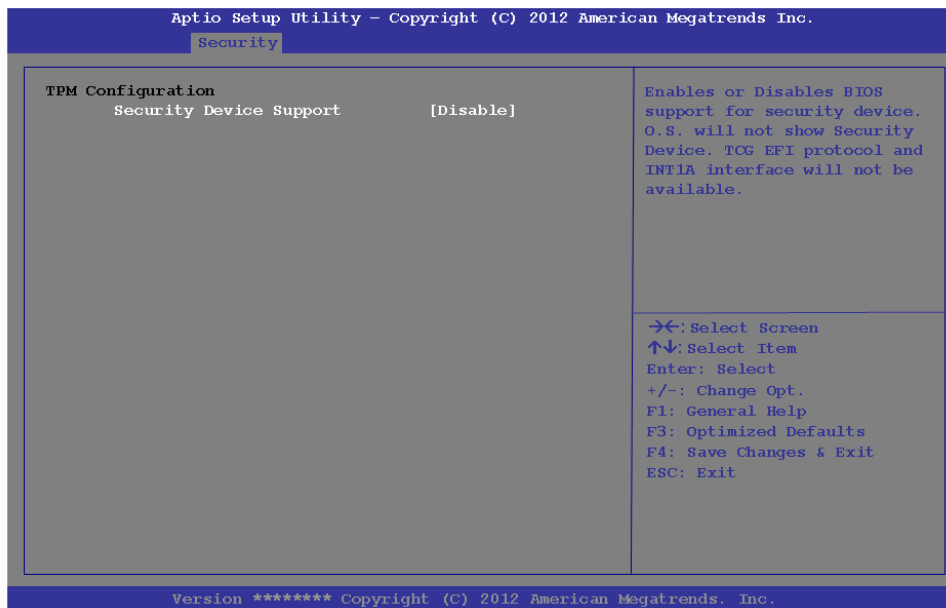 Aptio Setup Utility – Copyright (C) 2012 American Megatrends Inc.
Security
TPM Configuration
Security Device Support [Disable]
Enables or Disables BIOS
support for security device.
O.S. will not show Security
Device. TCG EFI protocol and
INT1A interface will not be
available.
→←: Select Screen
↑↓: Select Item
Enter: Select
+/-: Change Opt.
F1: General Help
F3: Optimized Defaults
F4: Save Changes & Exit
ESC: Exit
Version ******** Copyright (C) 2012 American Megatrends. Inc.